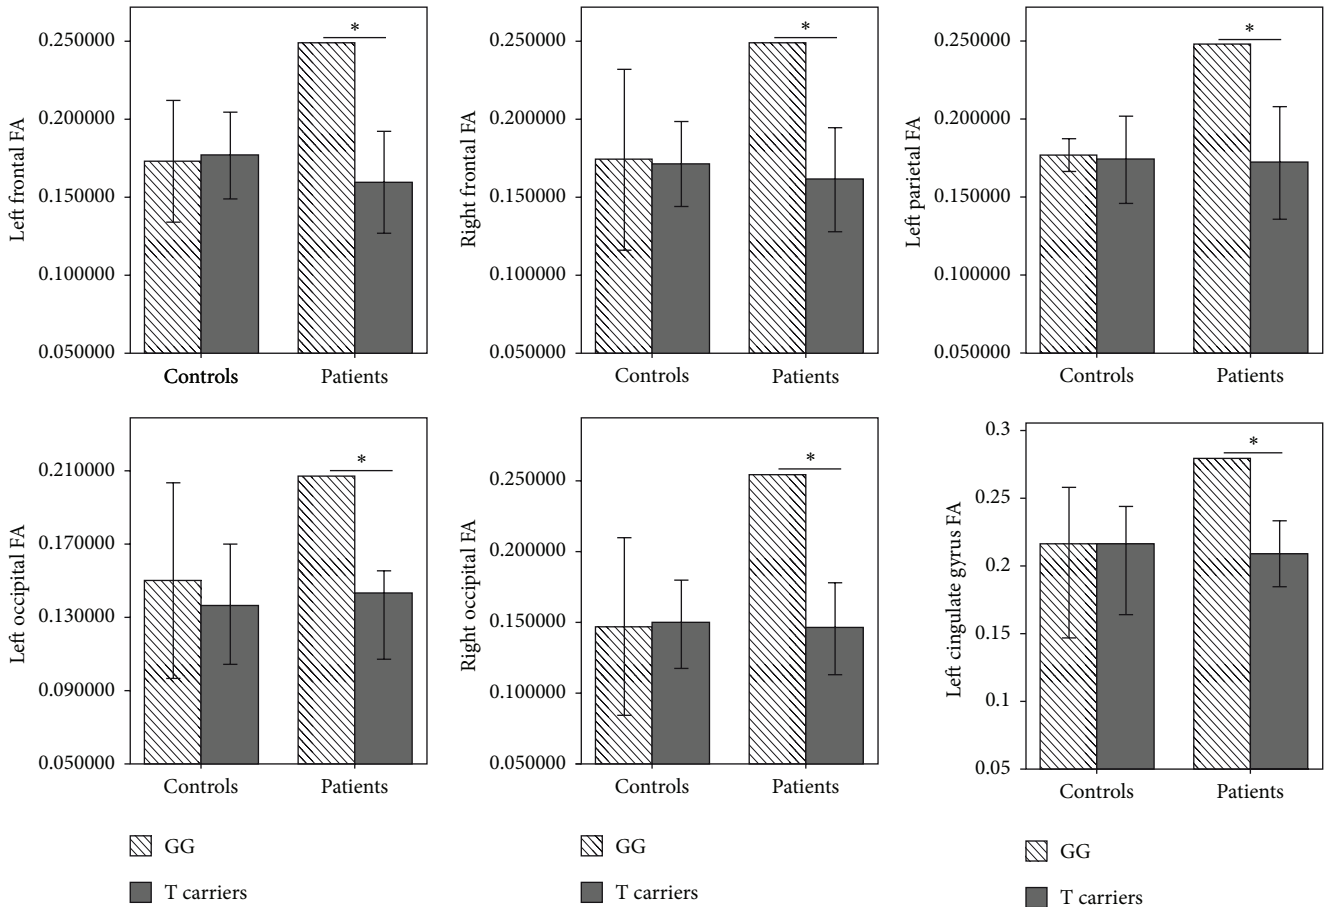 Left frontal FA
0.250000
0.200000
0.150000
0.100000
0.050000
*
Controls
Patients
Right frontal FA
0.250000
0.200000
0.150000
0.100000
0.050000
*
Controls
Patients
Left parietal FA
0.250000
0.200000
0.150000
0.100000
0.050000
*
Controls
Patients
Left occipital FA
0.210000
0.170000
0.130000
0.090000
0.050000
*
Controls
Patients
GG
T carriers
Right occipital FA
0.250000
0.200000
0.150000
0.100000
0.050000
*
Controls
Patients
GG
T carriers
Left cingulate gyrus FA
0.3
0.25
0.2
0.15
0.1
0.05
*
Controls
Patients
GG
T carriers